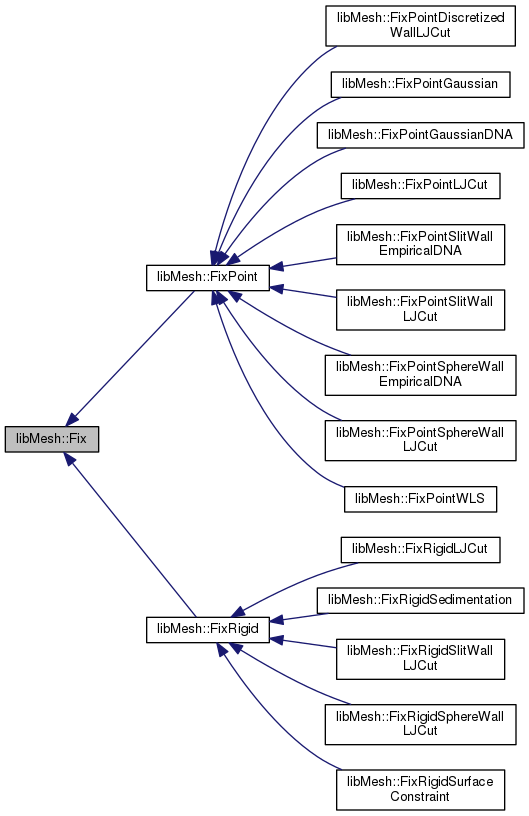 libMesh::FixPointDiscretized
WallLJCut
libMesh::FixPointGaussian
libMesh::FixPointGaussianDNA
libMesh::FixPointLJCut
libMesh::FixPointSlitWall
EmpiricalDNA
libMesh::FixPoint
libMesh::FixPointSlitWall
LJCut
libMesh::FixPointSphereWall
EmpiricalDNA
libMesh::FixPointSphereWall
LJCut
libMesh::Fix
libMesh::FixPointWLS
libMesh::FixRigidLJCut
libMesh::FixRigidSedimentation
libMesh::FixRigid
libMesh::FixRigidSlitWall
LJCut
libMesh::FixRigidSphereWall
LJCut
libMesh::FixRigidSurface
Constraint